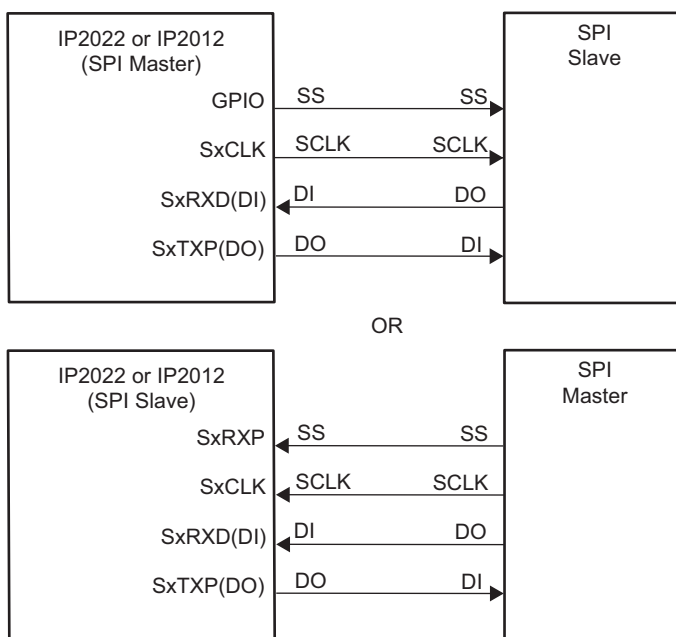 IP2022 or IP2012
(SPI Master)
SPI
Slave
GPIO SS SS
SxCLK SCLK SCLK
SxRXD(DI) DI DO
SxTXP(DO) DO DI
OR
IP2022 or IP2012
(SPI Slave)
SPI
Master
SxRXP SS SS
SxCLK SCLK SCLK
SxRXD(DI) DI DO
SxTXP(DO) DO DI